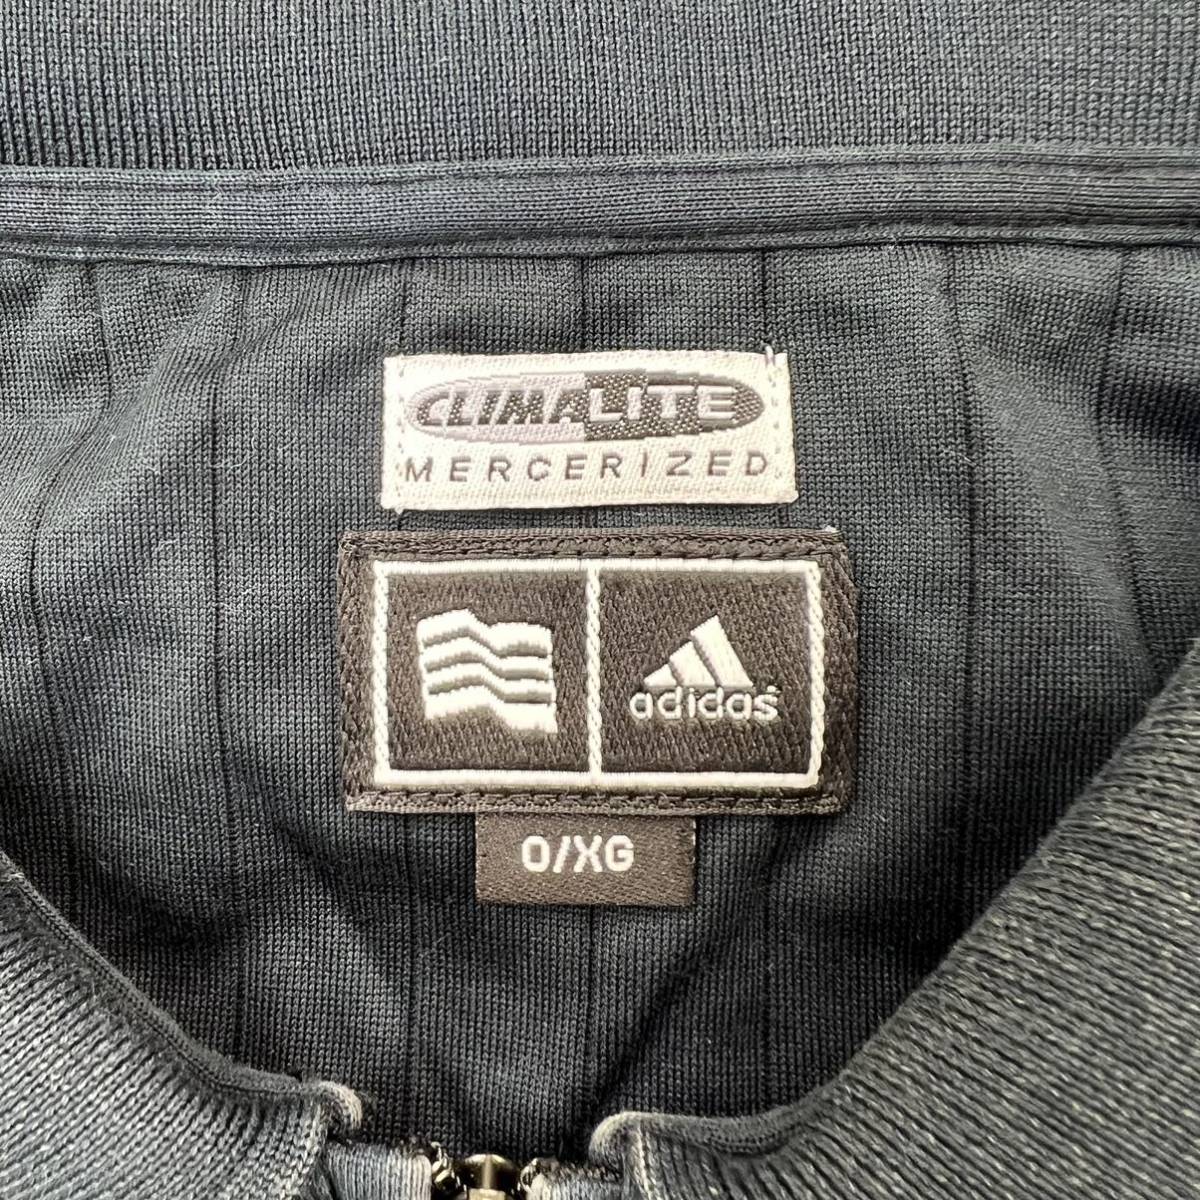 CLIMALITE
MERCERIZED
adidas
O/XG